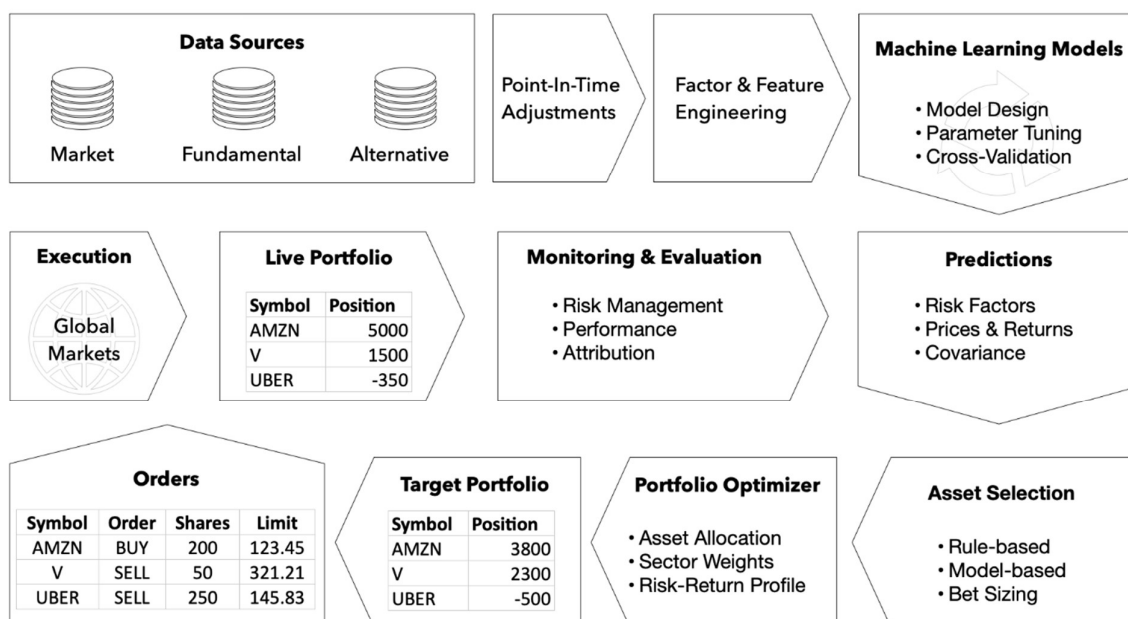 Data Sources
Market Fundamental Alternative
Point-In-Time
Adjustments
Factor & Feature
Engineering
Machine Learning Models
• Model Design
• Parameter Tuning
• Cross-Validation
Execution
Global
Markets
Live Portfolio
Symbol Position
AMZN 5000
V 1500
UBER -350
Monitoring & Evaluation
• Risk Management
• Performance
• Attribution
Predictions
• Risk Factors
• Prices & Returns
• Covariance
Orders
Symbol Order Shares Limit
AMZN BUY 200 123.45
V SELL 50 321.21
UBER SELL 250 145.83
Target Portfolio
Symbol Position
AMZN 3800
V 2300
UBER -500
Portfolio Optimizer
• Asset Allocation
• Sector Weights
• Risk-Return Profile
Asset Selection
• Rule-based
• Model-based
• Bet Sizing